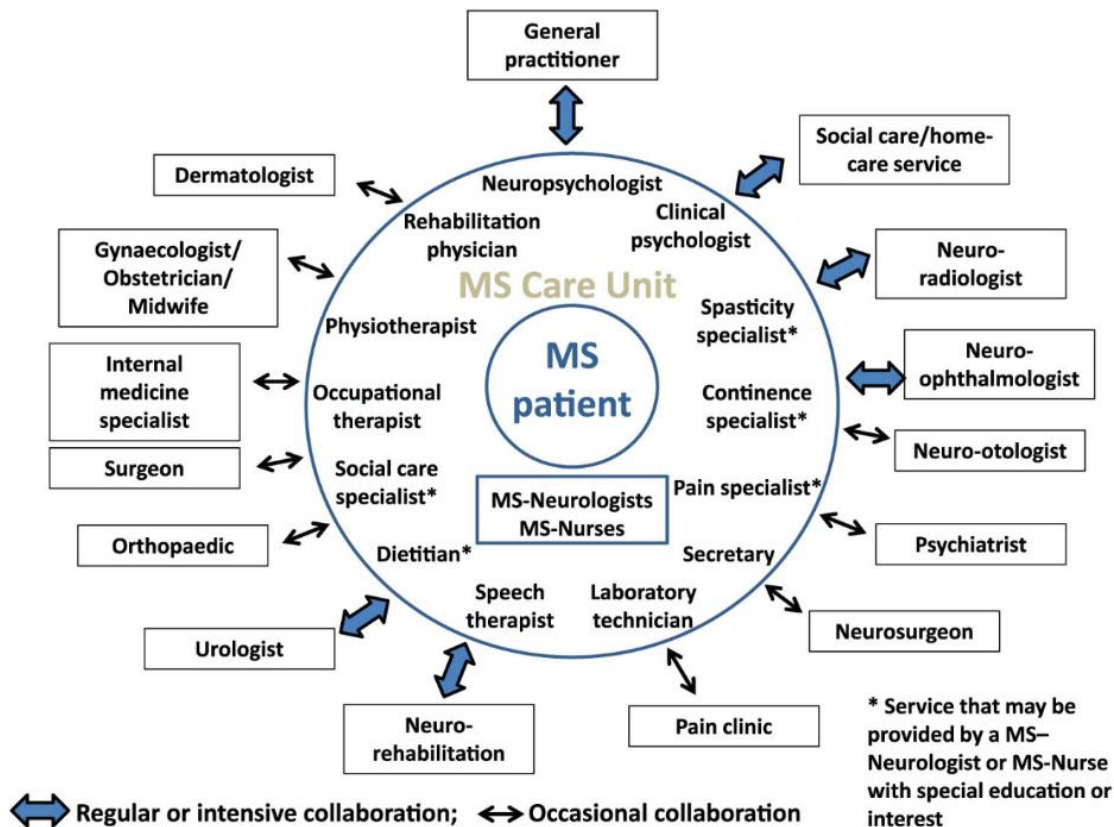 General
practitioner
Social care/home-
care service
Dermatologist
Neuropsychologist
Rehabilitation
physician
Clinical
psychologist
Gynaecologist/
Obstetrician/
Midwife
Neuro-
radiologist
MS Care Unit
Physiotherapist
Spasticity
specialist*
MS
patient
Internal
medicine
specialist
Neuro-
ophthalmologist
Occupational
therapist
Continence
specialist*
Surgeon
Neuro-otologist
Social care
specialist*
MS-Neurologists
MS-Nurses
Pain specialist*
Orthopaedic
Psychiatrist
Dietitian*
Secretary
Speech
therapist
Laboratory
technician
Urologist
Neurosurgeon
Neuro-
rehabilitation
Pain clinic
* Service that may be
provided by a MS–
Neurologist or MS-Nurse
with special education or
interest
Regular or intensive collaboration; Occasional collaboration